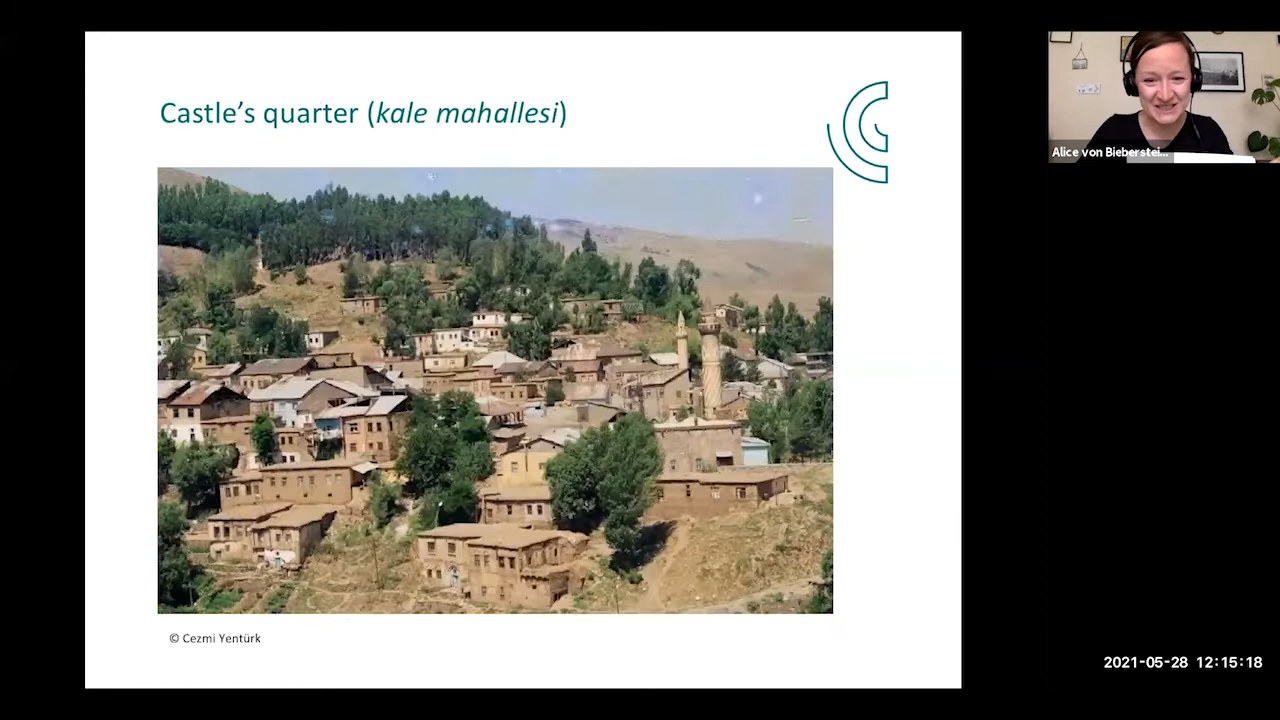 Castle’s quarter (kale mahallesi)
© Cezmi Yentürk
Alice von Bieberstei...
2021-05-28 12:15:18